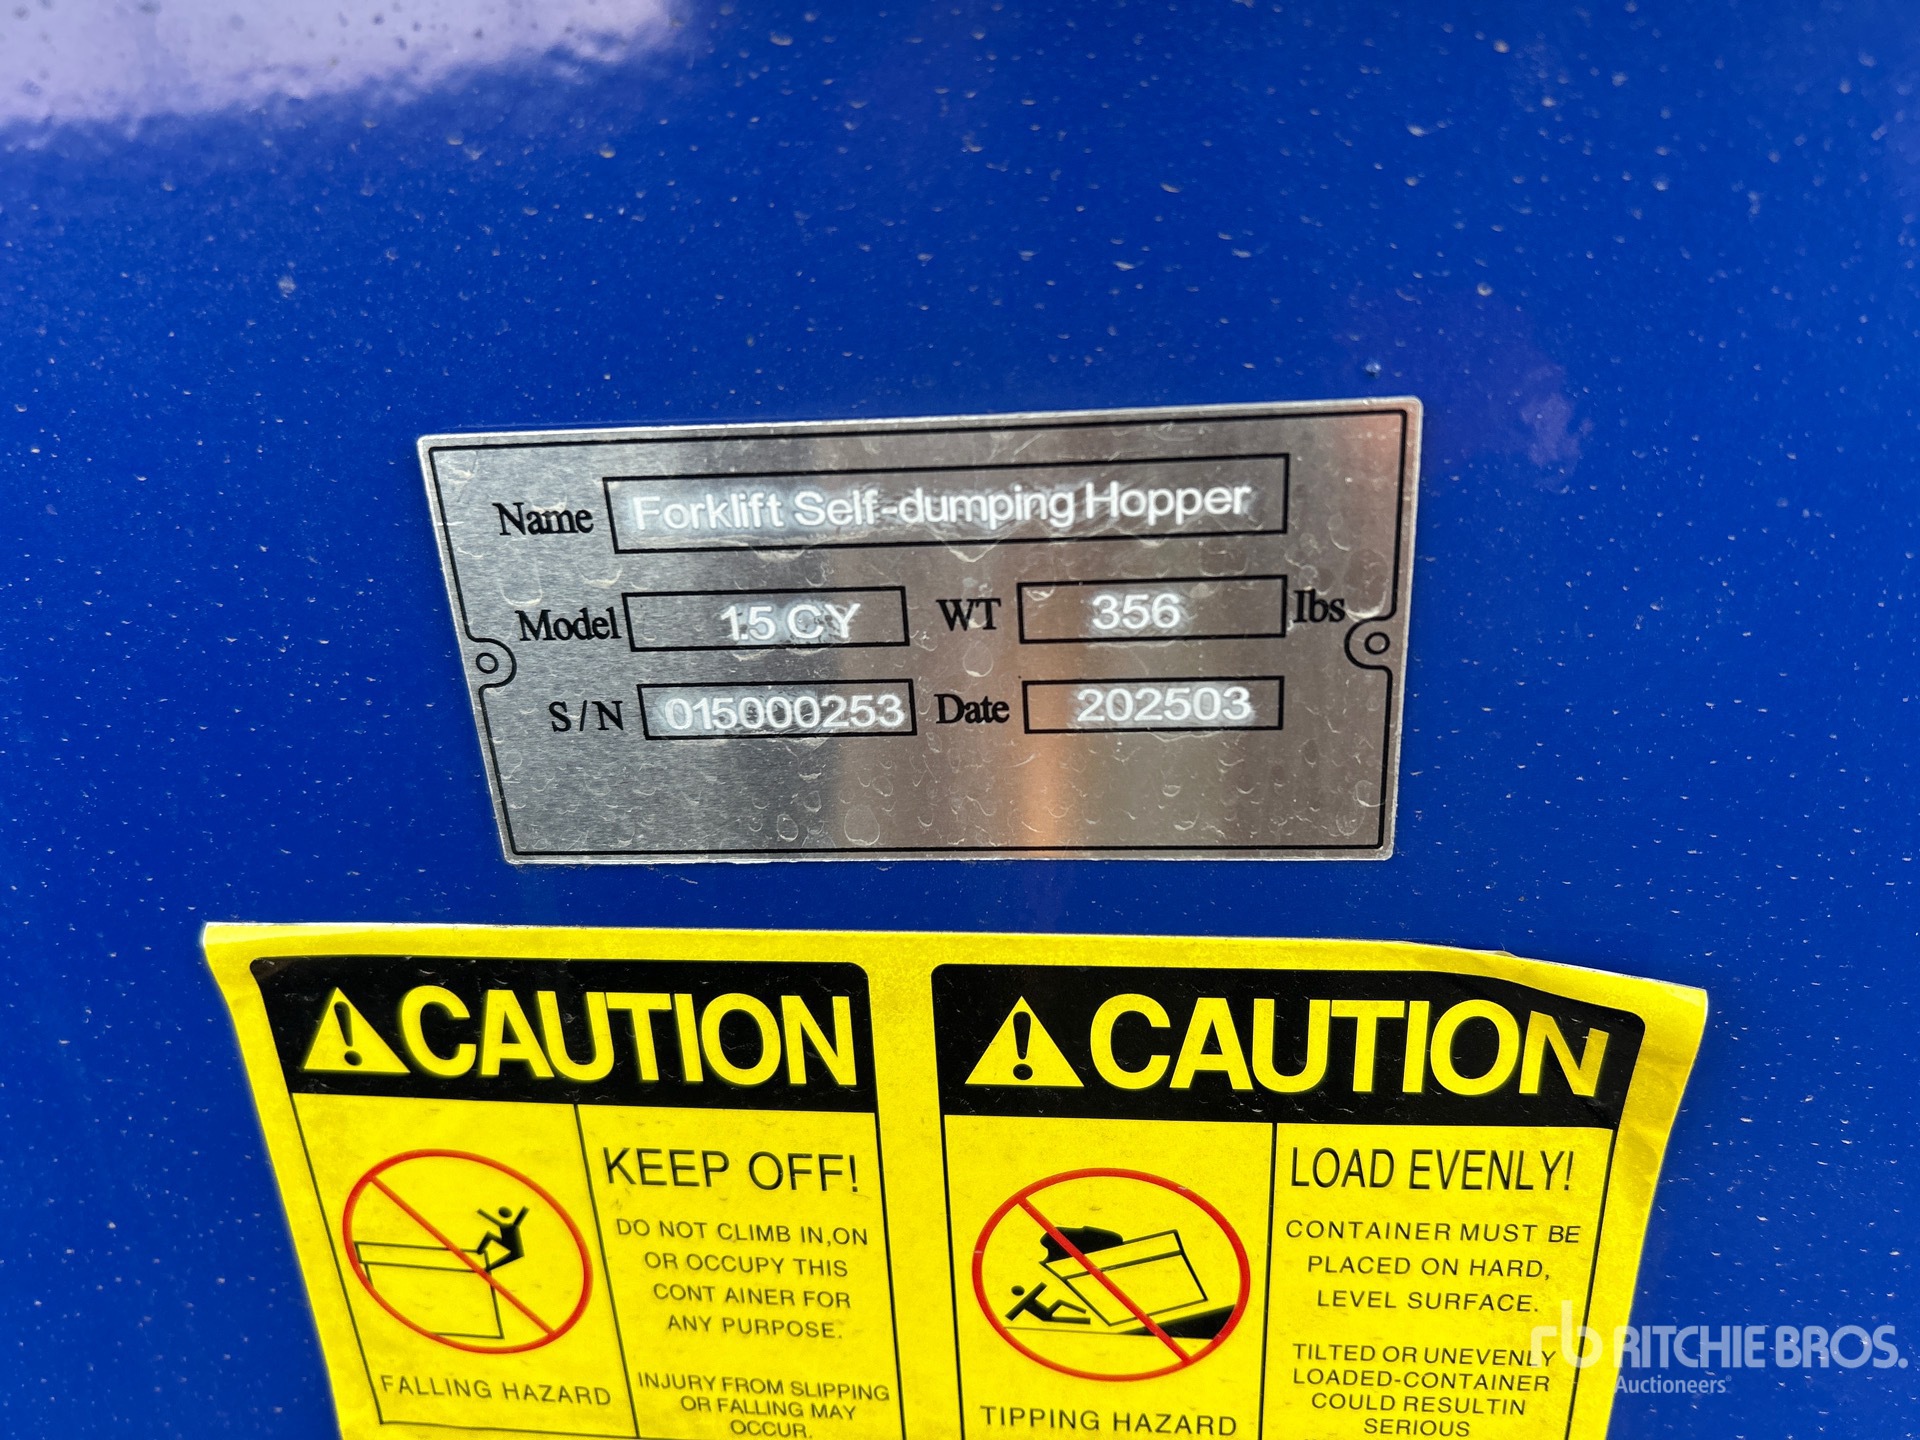 Name Forklift Self-dumping Hopper
Model 1.5 CY WT 356 lbs
S/N 015000253 Date 202503
CAUTION
KEEP OFF!
DO NOT CLIMB IN,ON
OR OCCUPY THIS
CONT AINER FOR
ANY PURPOSE.
INJURY FROM SLIPPING
OR FALLING MAY
OCCUR.
FALLING HAZARD
CAUTION
LOAD EVENLY!
CONTAINER MUST BE
PLACED ON HARD,
LEVEL SURFACE.
TILTED OR UNEVENLY
LOADED-CONTAINER
COULD RESULTIN
SERIOUS
TIPPING HAZARD
rb RITCHIE BROS.
Auctioneers